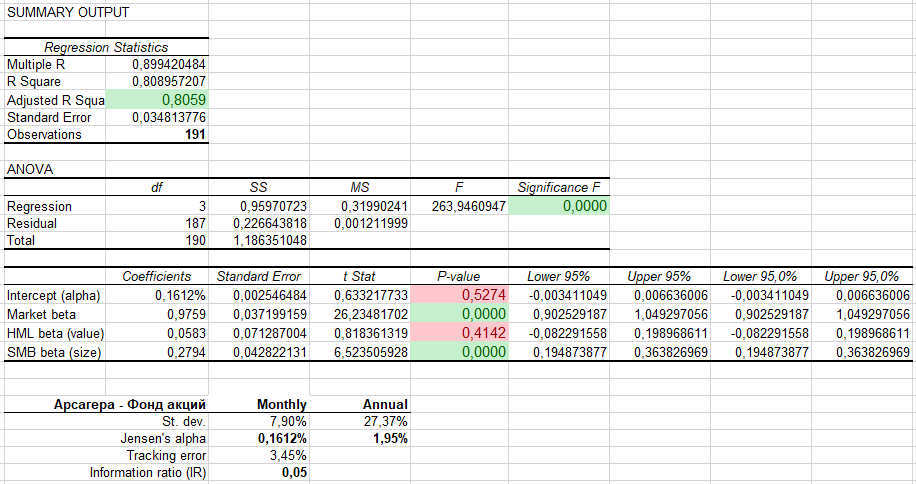 SUMMARY OUTPUT
Regression Statistics
Multiple R 0,899420484
R Square 0,808957207
Adjusted R Squa 0,8059
Standard Error 0,034813776
Observations 191
ANOVA
df SS MS F Significance F
Regression 3 0,95970723 0,31990241 263,9460947 0,0000
Residual 187 0,226643818 0,001211999
Total 190 1,186351048
Coefficients Standard Error t Stat P-value Lower 95% Upper 95% Lower 95,0% Upper 95,0%
Intercept (alpha) 0,1612% 0,002546484 0,633217733 0,5274 -0,003411049 0,006636006 -0,003411049 0,006636006
Market beta 0,9759 0,037199159 26,23481702 0,0000 0,902529187 1,049297056 0,902529187 1,049297056
HML beta (value) 0,0583 0,071287004 0,818361319 0,4142 -0,082291558 0,198968611 -0,082291558 0,198968611
SMB beta (size) 0,2794 0,042822131 6,523505928 0,0000 0,194873877 0,363826969 0,194873877 0,363826969
Арсагера - Фонд акций Monthly Annual
St. dev. 7,90% 27,37%
Jensen's alpha 0,1612% 1,95%
Tracking error 3,45%
Information ratio (IR) 0,05